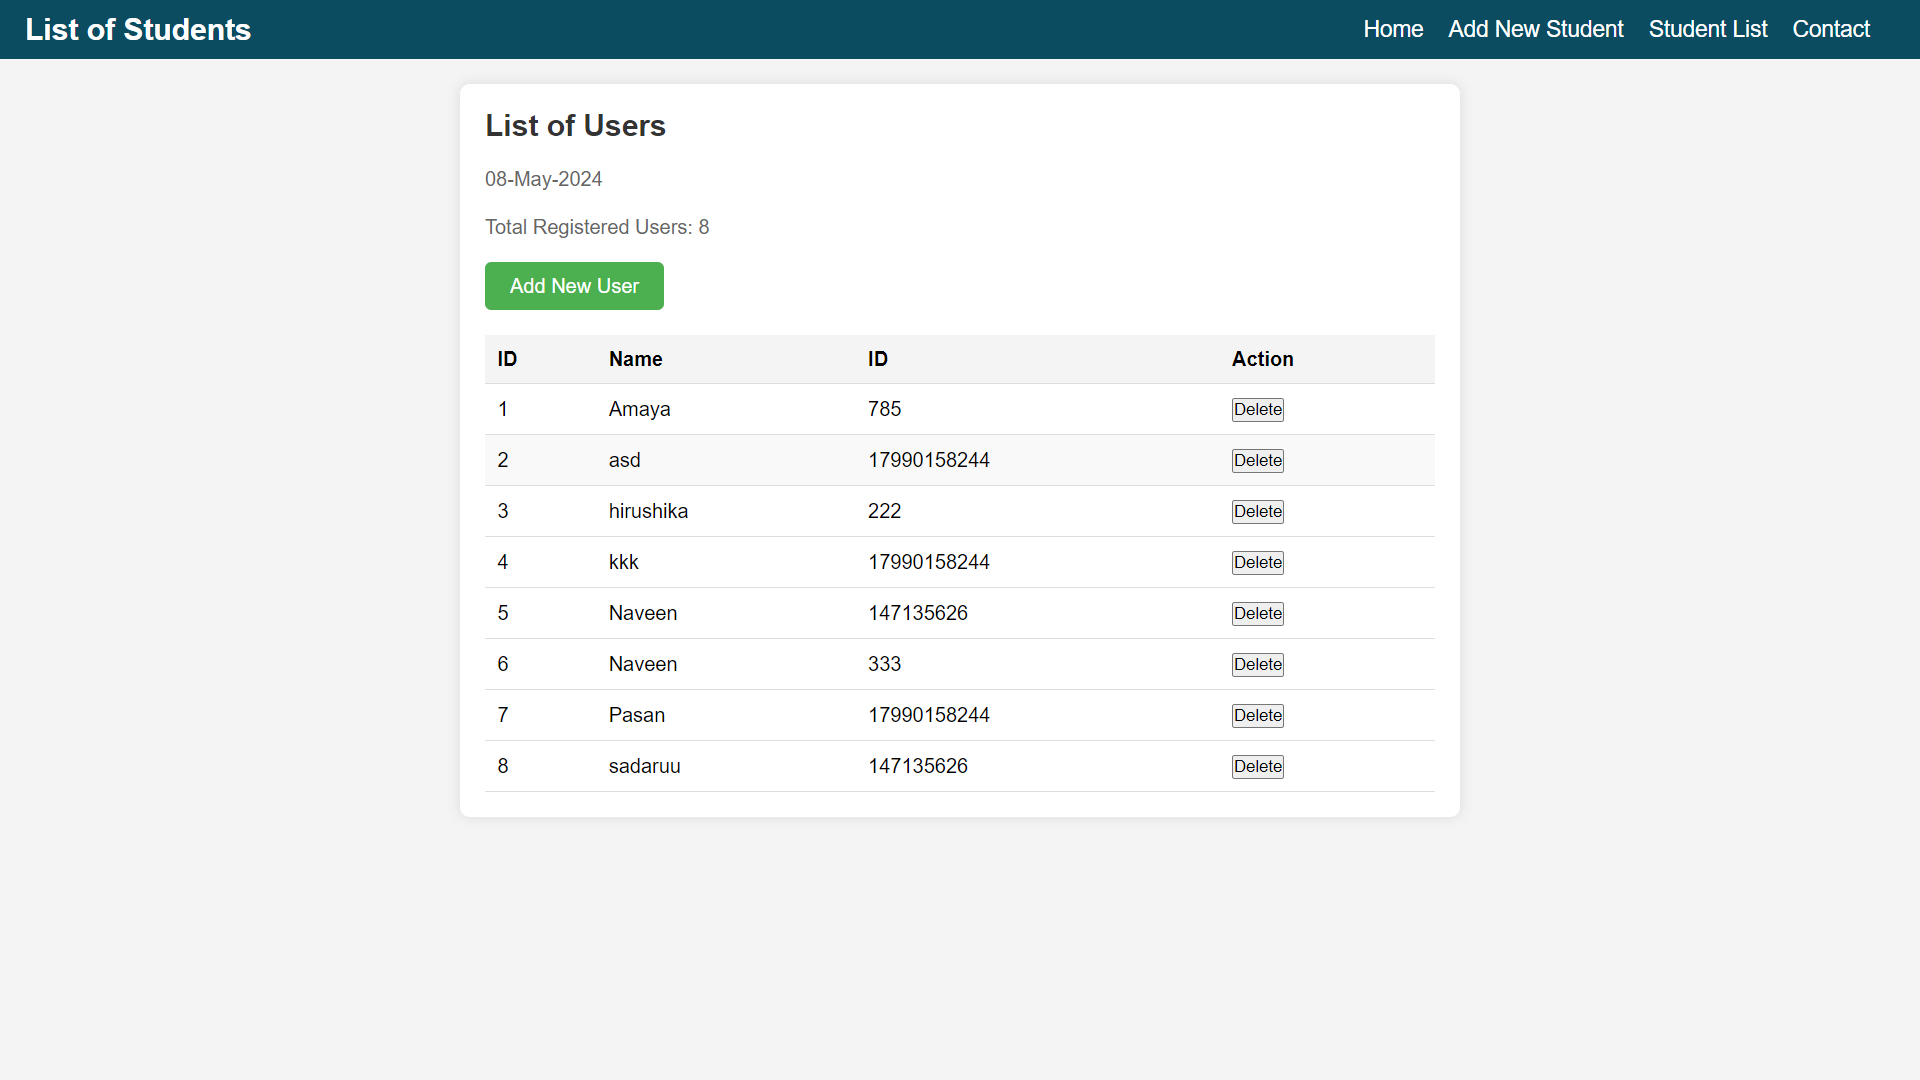 List of Students Home Add New Student Student List Contact
List of Users
08-May-2024
Total Registered Users: 8
Add New User
ID Name ID Action
1 Amaya 785 Delete
2 asd 17990158244 Delete
3 hirushika 222 Delete
4 kkk 17990158244 Delete
5 Naveen 147135626 Delete
6 Naveen 333 Delete
7 Pasan 17990158244 Delete
8 sadaruu 147135626 Delete